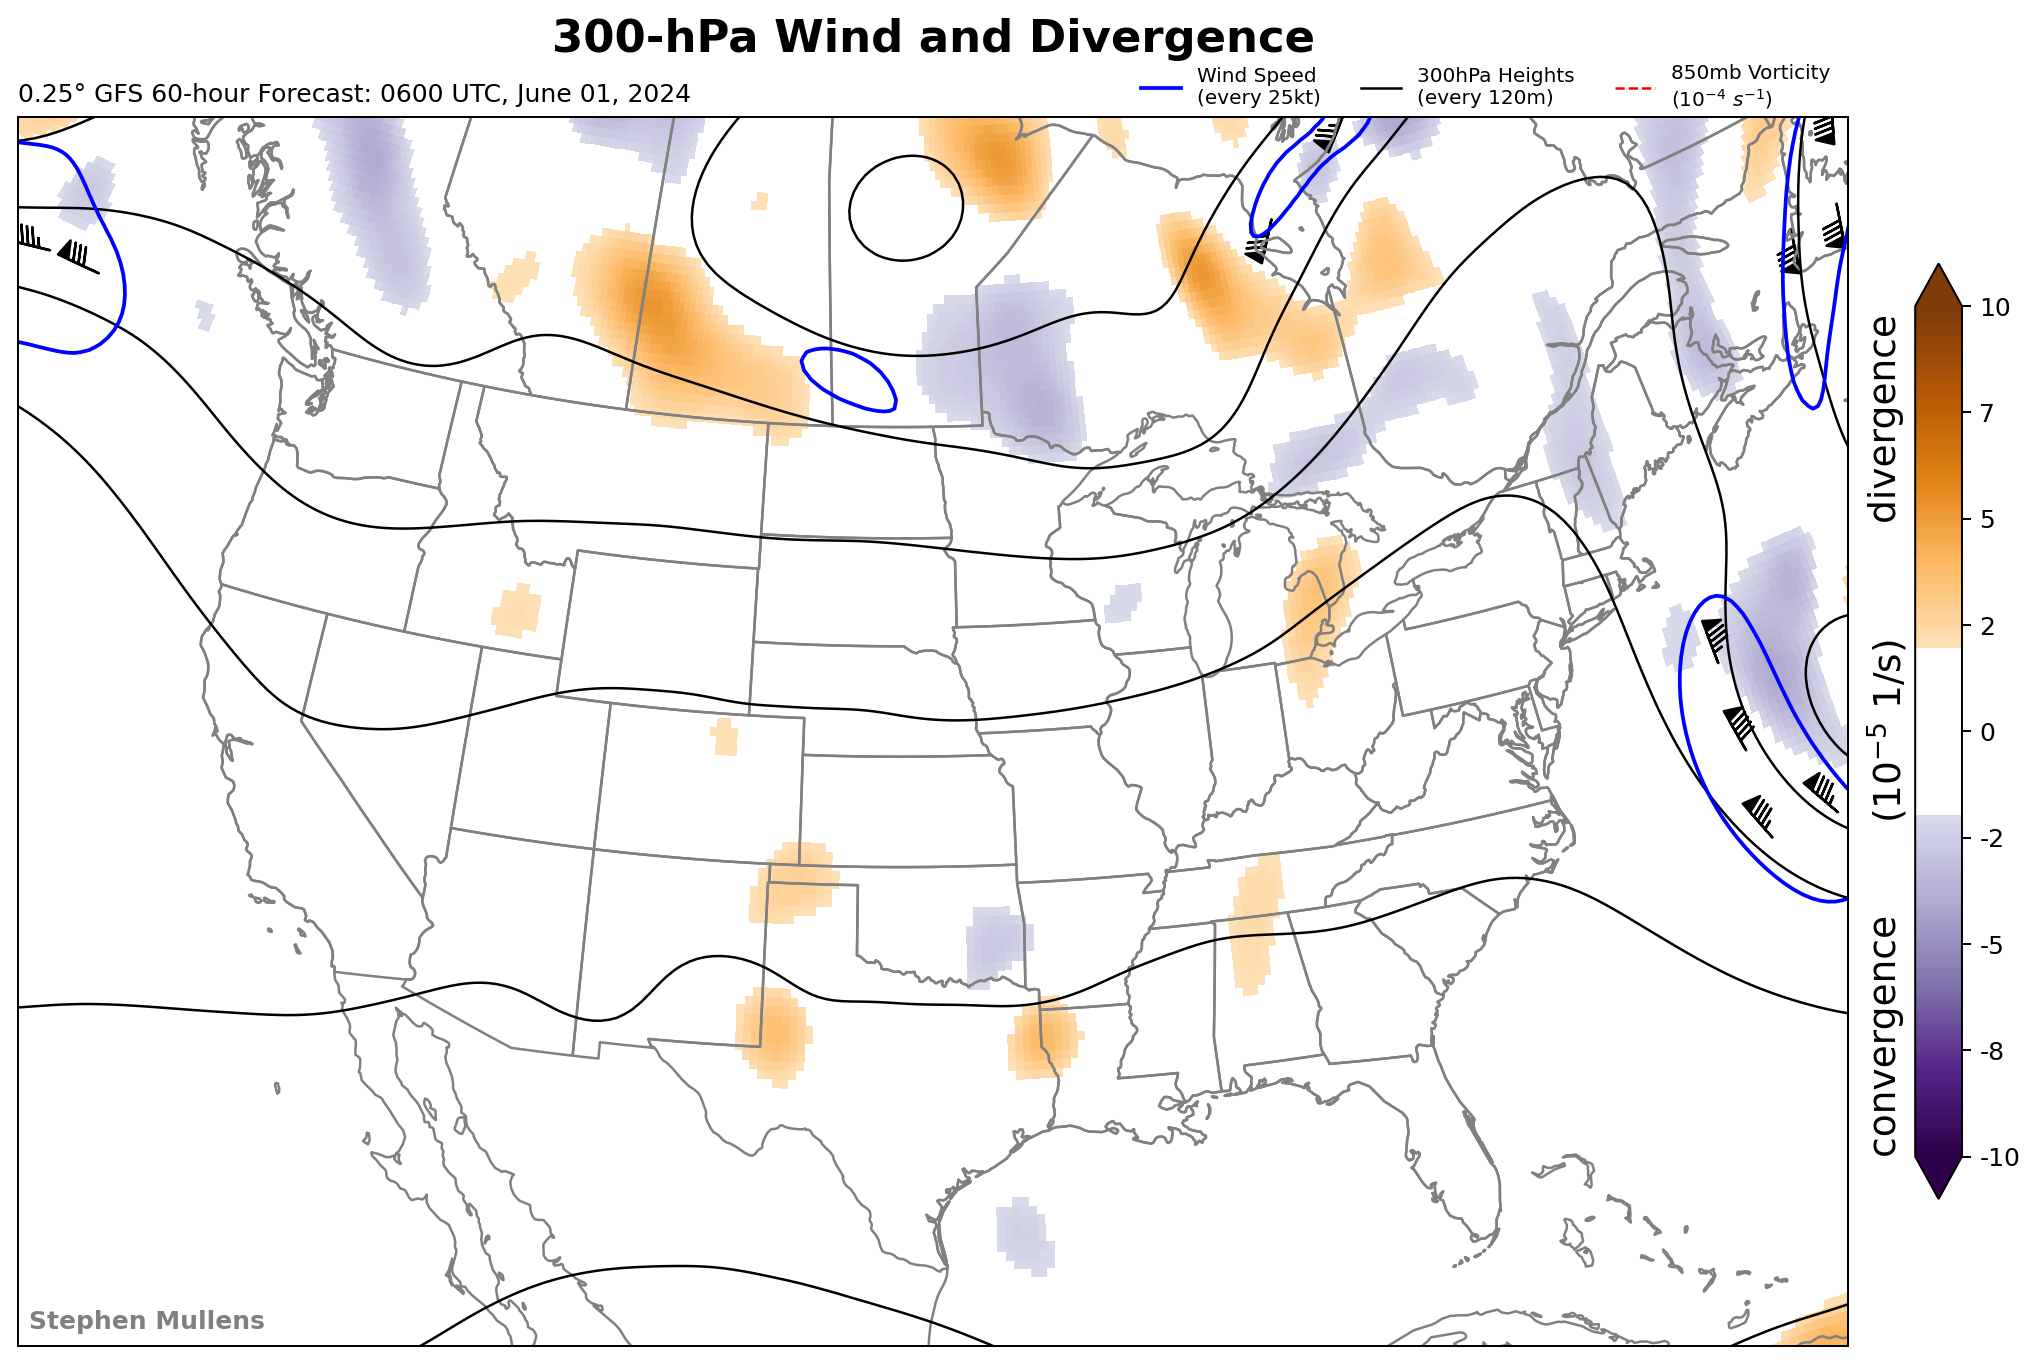 300-hPa Wind and Divergence
0.25° GFS 60-hour Forecast: 0600 UTC, June 01, 2024
Wind Speed
(every 25kt)
300hPa Heights
(every 120m)
850mb Vorticity
(10⁻⁴ s⁻¹)
convergence (10⁻⁵ 1/s) divergence
10
7
5
2
0
-2
-5
-8
-10
Stephen Mullens